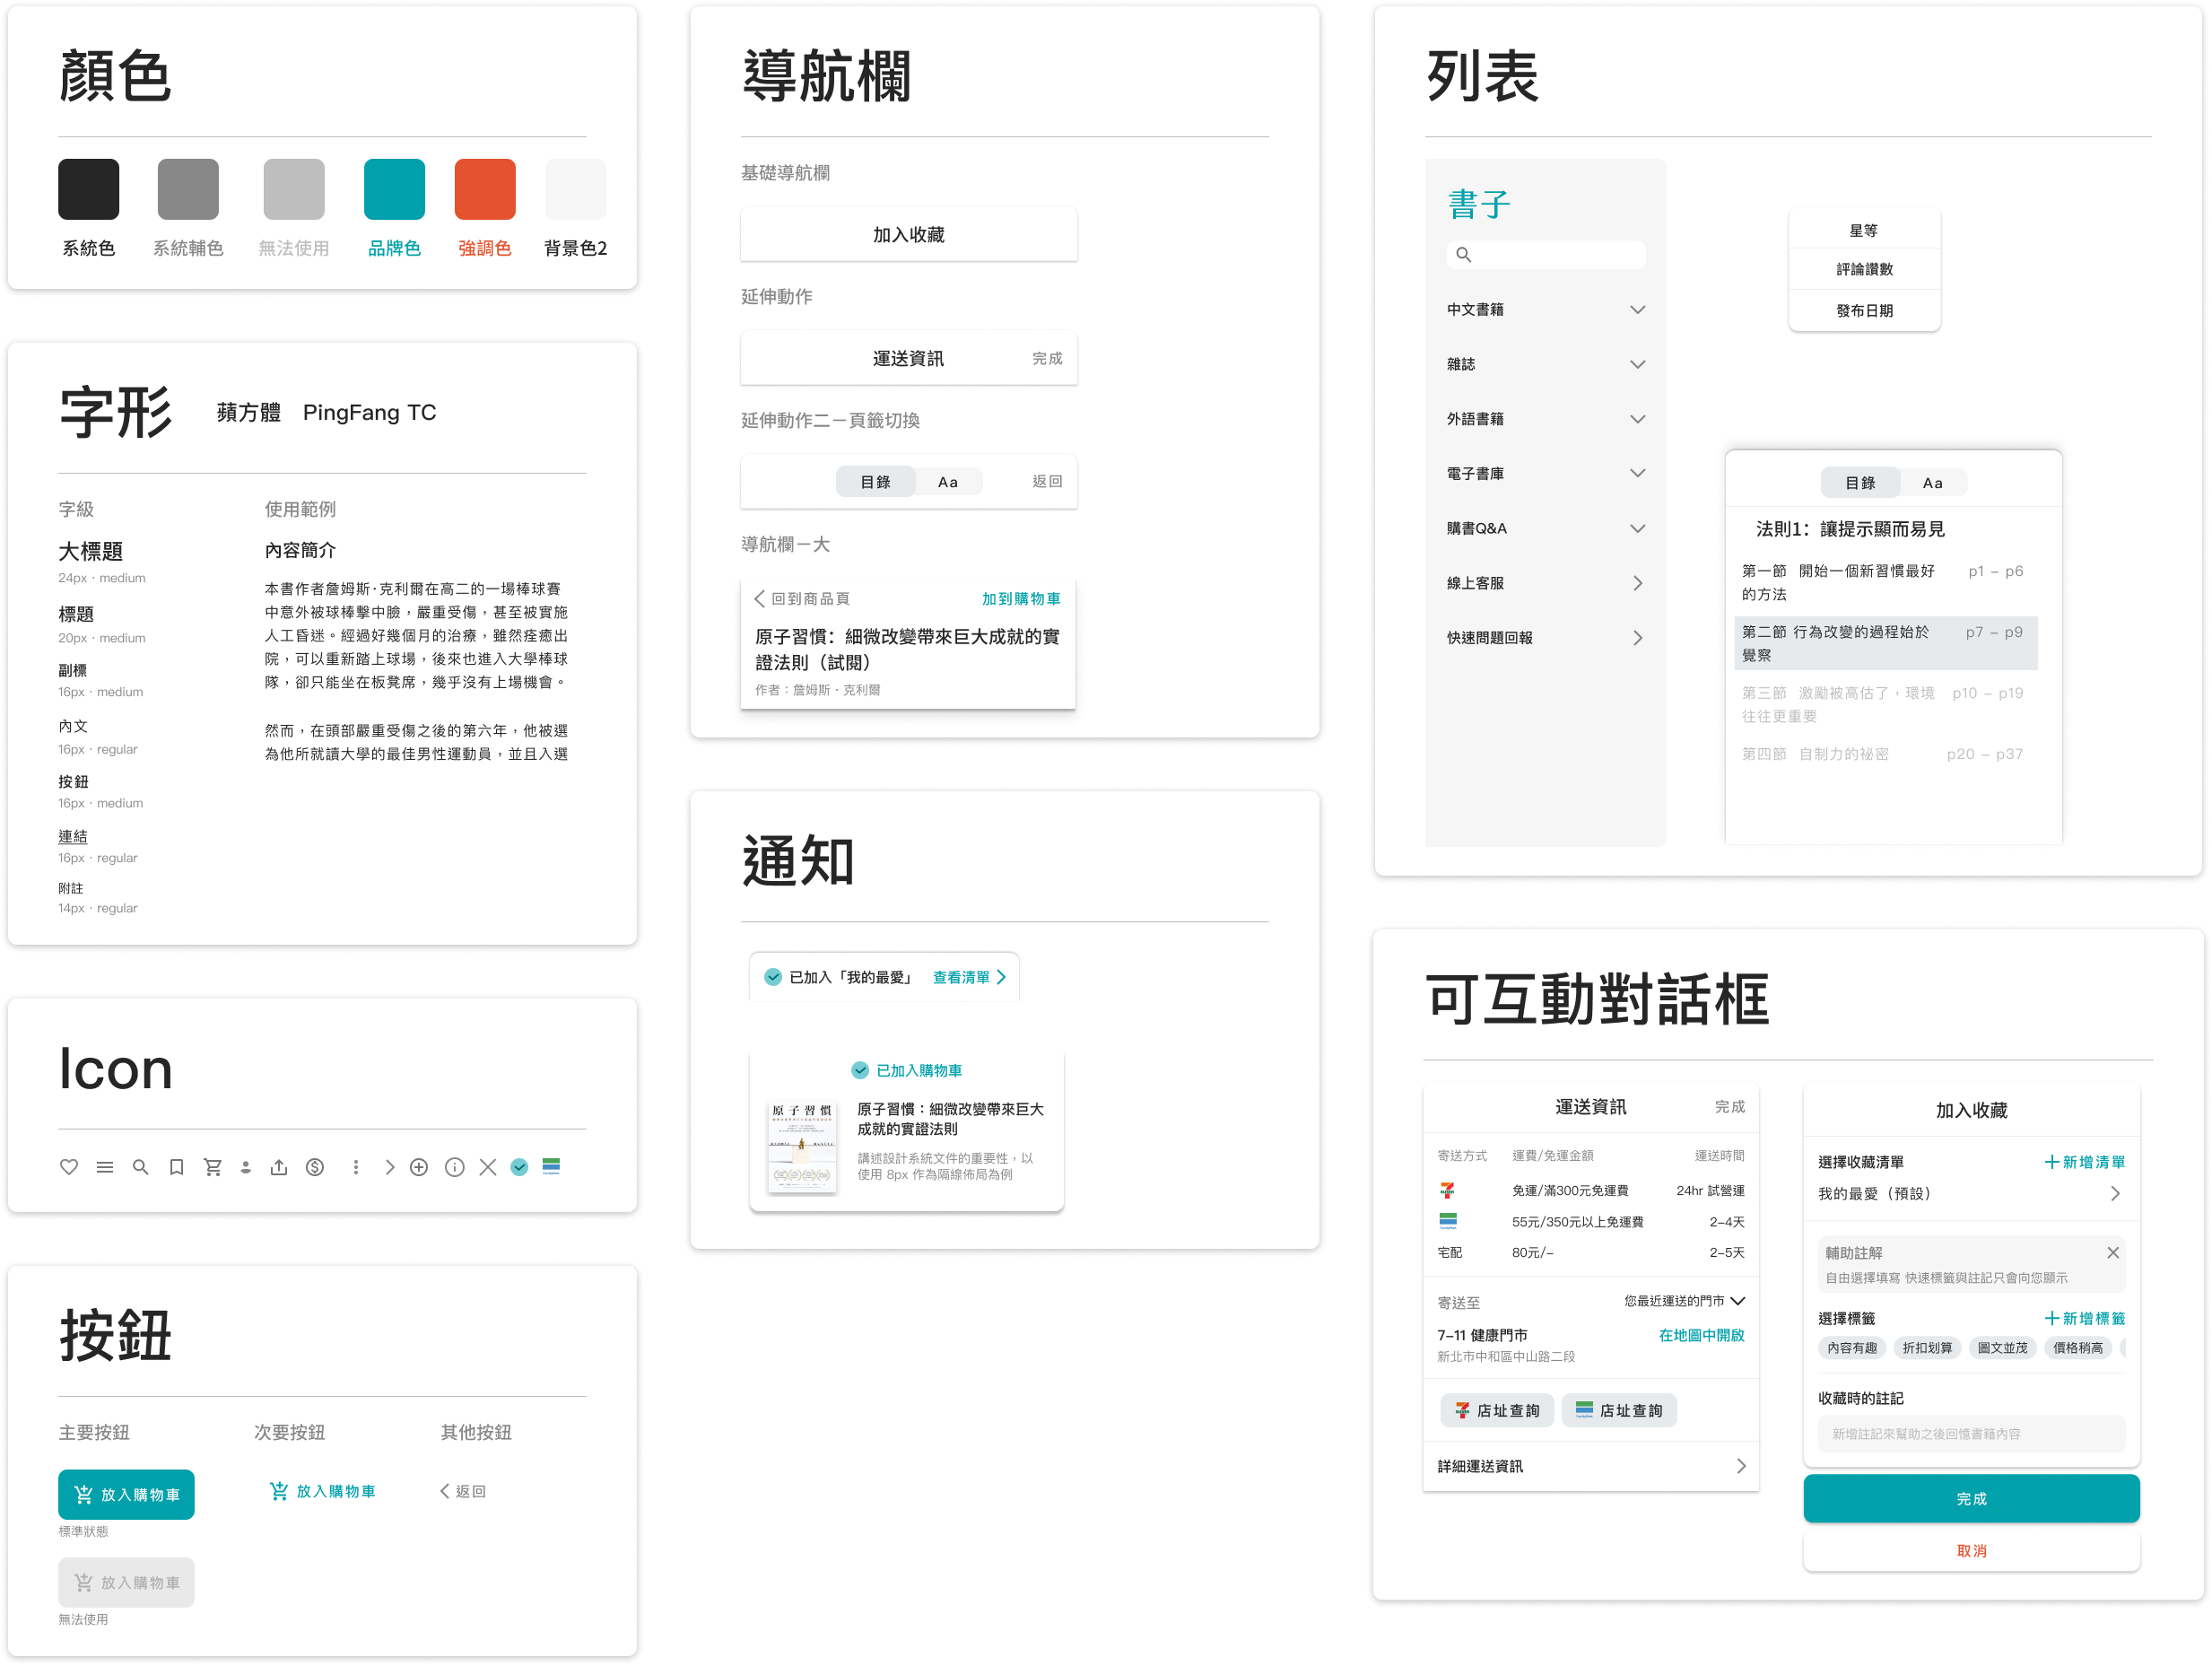 顏色
系統色
系統輔色
無法使用
品牌色
強調色
背景色2
字形
蘋方體 PingFang TC
字級
大標題
24px · medium
標題
20px · medium
副標
16px · medium
內文
16px · regular
按鈕
16px · medium
連結
16px · regular
附註
14px · regular
使用範例
內容簡介
本書作者詹姆斯·克利爾在高二的一場棒球賽
中意外被球棒擊中臉，嚴重受傷，甚至被實施
人工昏迷。經過好幾個月的治療，雖然痊癒出
院，可以重新踏上球場，後來也進入大學棒球
隊，卻只能坐在板凳席，幾乎沒有上場機會。
然而，在頭部嚴重受傷之後的第六年，他被選
為他所就讀大學的最佳男性運動員，並且入選
Icon
按鈕
主要按鈕
放入購物車
標準狀態
放入購物車
無法使用
次要按鈕
放入購物車
其他按鈕
返回
導航欄
基礎導航欄
加入收藏
延伸動作
運送資訊 完成
延伸動作二－頁籤切換
目錄 Aa 返回
導航欄－大
回到商品頁 加到購物車
原子習慣：細微改變帶來巨大成就的實
證法則（試閱）
作者：詹姆斯·克利爾
通知
已加入「我的最愛」 查看清單
已加入購物車
原子習慣
原子習慣：細微改變帶來巨大
成就的實證法則
講述設計系統文件的重要性，以
使用 8px 作為隔線佈局為例
列表
書子
中文書籍
雜誌
外語書籍
電子書庫
購書Q&A
線上客服
快速問題回報
星等
評論讚數
發布日期
目錄 Aa
法則1：讓提示顯而易見
第一節 開始一個新習慣最好 p1 – p6
的方法
第二節 行為改變的過程始於 p7 – p9
覺察
第三節 激勵被高估了，環境 p10 – p19
往往更重要
第四節 自制力的祕密 p20 – p37
可互動對話框
運送資訊 完成
寄送方式 運費/免運金額 運送時間
免運/滿300元免運費 24hr 試營運
55元/350元以上免運費 2–4天
宅配 80元/– 2–5天
寄送至 您最近運送的門市
7–11 健康門市 在地圖中開啟
新北市中和區中山路二段
店址查詢 店址查詢
詳細運送資訊
加入收藏
選擇收藏清單 新增清單
我的最愛（預設）
輔助註解
自由選擇填寫 快速標籤與註記只會向您顯示
選擇標籤 新增標籤
內容有趣 折扣划算 圖文並茂 價格稍高
收藏時的註記
新增註記來幫助之後回憶書籍內容
完成
取消